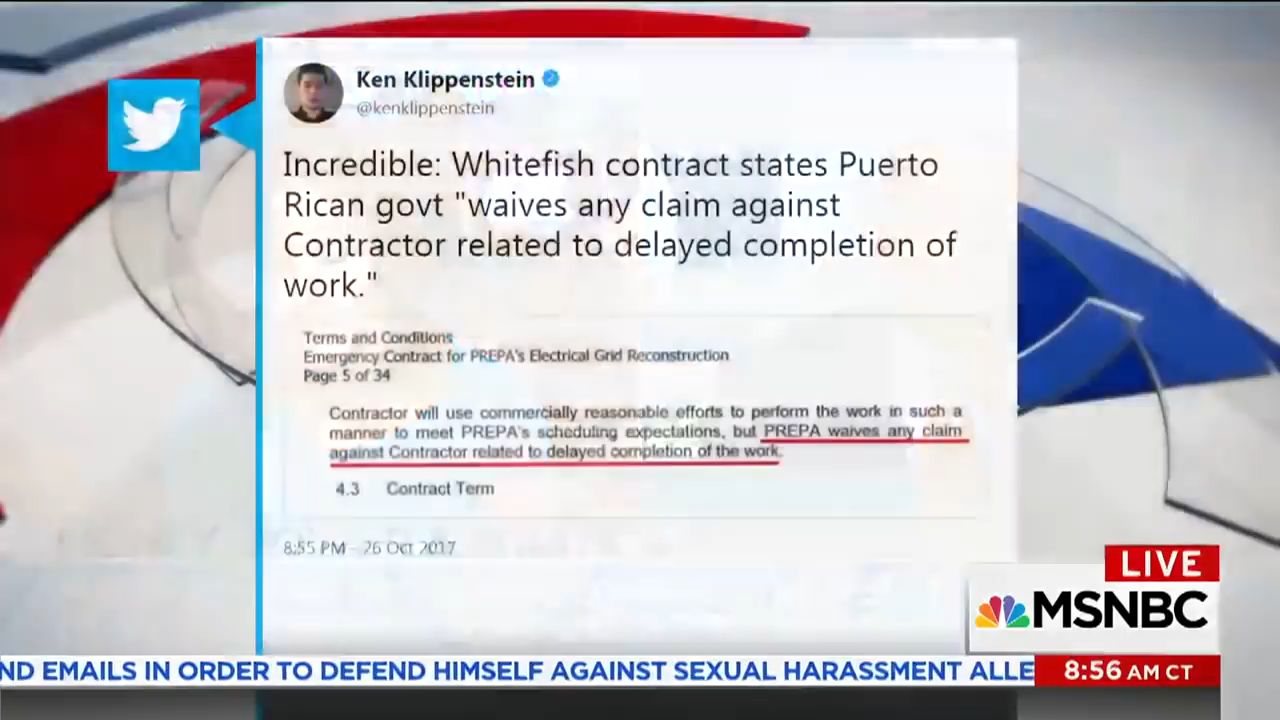 Ken Klippenstein
@kenklippenstein
Incredible: Whitefish contract states Puerto
Rican govt "waives any claim against
Contractor related to delayed completion of
work."
Terms and Conditions
Emergency Contract for PREPA's Electrical Grid Reconstruction
Page 5 of 34
Contractor will use commercially reasonable efforts to perform the work in such a
manner to meet PREPA's scheduling expectations, but PREPA waives any claim
against Contractor related to delayed completion of the work.
4.3 Contract Term
8:55 PM - 26 Oct 2017
LIVE
MSNBC
ND EMAILS IN ORDER TO DEFEND HIMSELF AGAINST SEXUAL HARASSMENT ALLE
8:56 AM CT